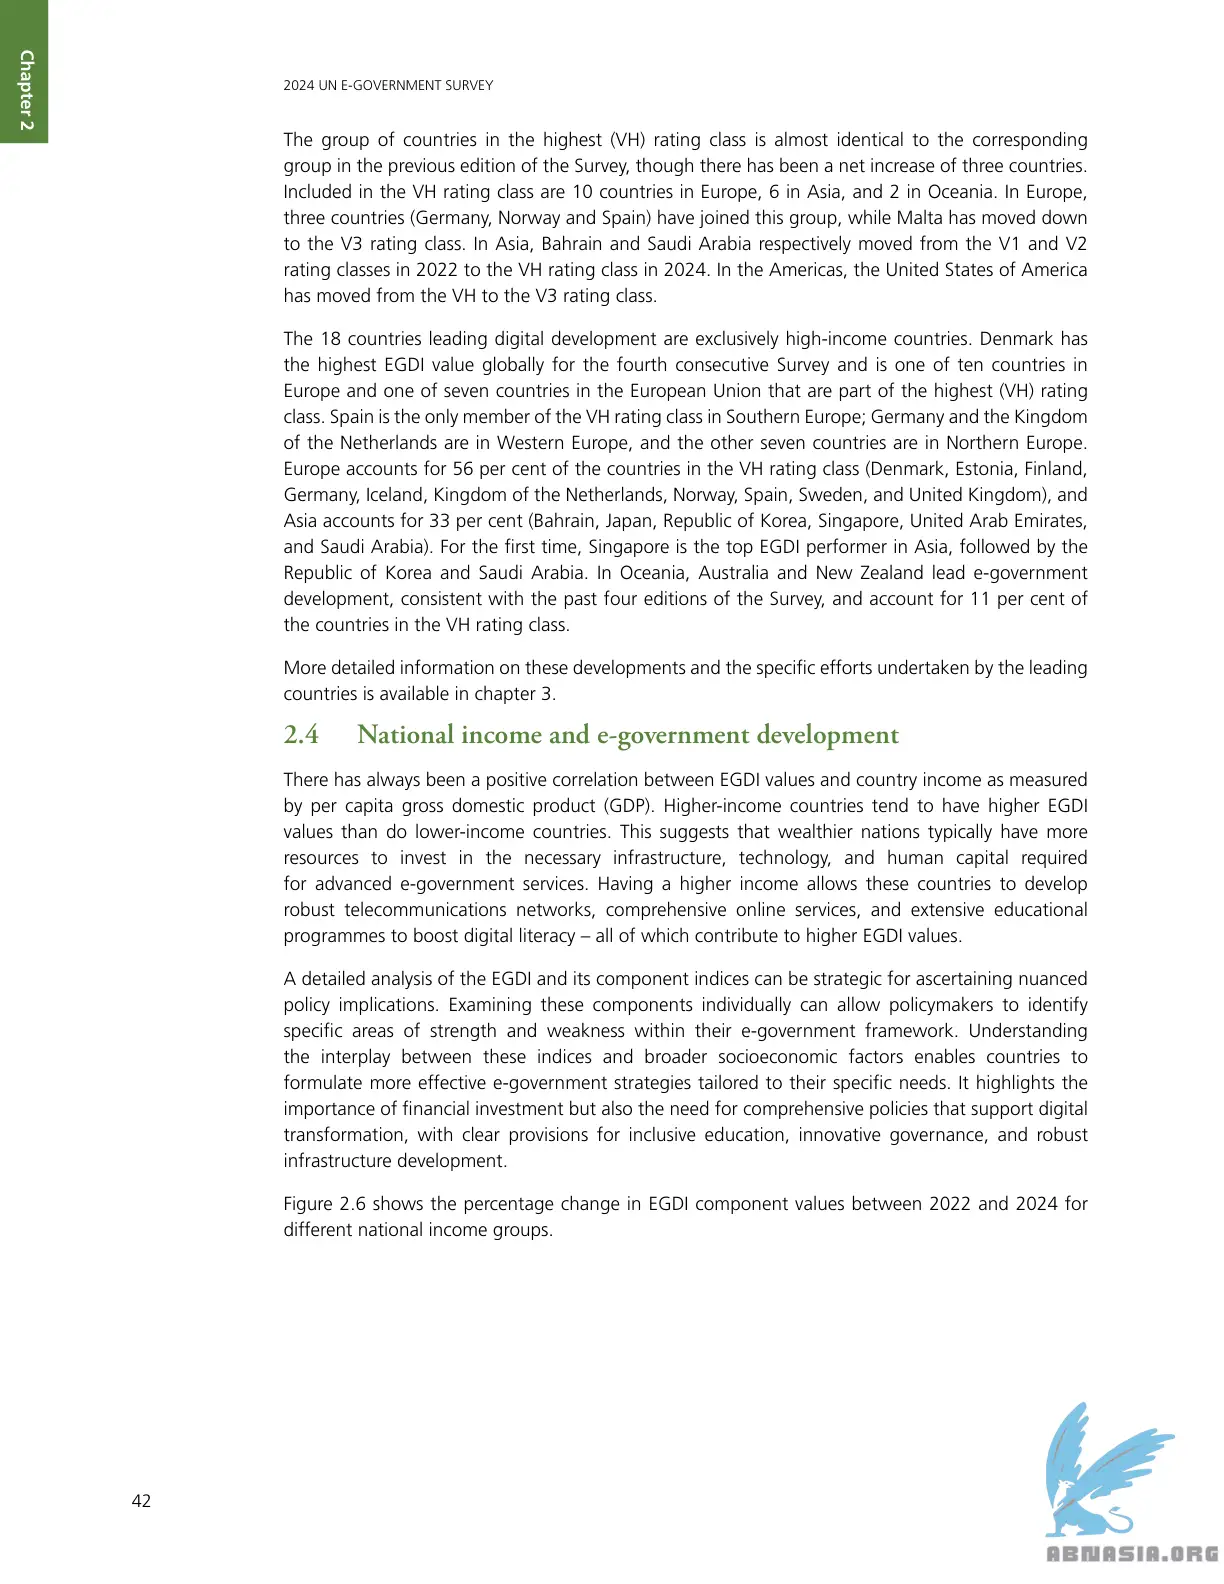 Chapter 2
2024 UN E-GOVERNMENT SURVEY
The group of countries in the highest (VH) rating class is almost identical to the corresponding
group in the previous edition of the Survey, though there has been a net increase of three countries.
Included in the VH rating class are 10 countries in Europe, 6 in Asia, and 2 in Oceania. In Europe,
three countries (Germany, Norway and Spain) have joined this group, while Malta has moved down
to the V3 rating class. In Asia, Bahrain and Saudi Arabia respectively moved from the V1 and V2
rating classes in 2022 to the VH rating class in 2024. In the Americas, the United States of America
has moved from the VH to the V3 rating class.
The 18 countries leading digital development are exclusively high-income countries. Denmark has
the highest EGDI value globally for the fourth consecutive Survey and is one of ten countries in
Europe and one of seven countries in the European Union that are part of the highest (VH) rating
class. Spain is the only member of the VH rating class in Southern Europe; Germany and the Kingdom
of the Netherlands are in Western Europe, and the other seven countries are in Northern Europe.
Europe accounts for 56 per cent of the countries in the VH rating class (Denmark, Estonia, Finland,
Germany, Iceland, Kingdom of the Netherlands, Norway, Spain, Sweden, and United Kingdom), and
Asia accounts for 33 per cent (Bahrain, Japan, Republic of Korea, Singapore, United Arab Emirates,
and Saudi Arabia). For the first time, Singapore is the top EGDI performer in Asia, followed by the
Republic of Korea and Saudi Arabia. In Oceania, Australia and New Zealand lead e-government
development, consistent with the past four editions of the Survey, and account for 11 per cent of
the countries in the VH rating class.
More detailed information on these developments and the specific efforts undertaken by the leading
countries is available in chapter 3.
2.4 National income and e-government development
There has always been a positive correlation between EGDI values and country income as measured
by per capita gross domestic product (GDP). Higher-income countries tend to have higher EGDI
values than do lower-income countries. This suggests that wealthier nations typically have more
resources to invest in the necessary infrastructure, technology, and human capital required
for advanced e-government services. Having a higher income allows these countries to develop
robust telecommunications networks, comprehensive online services, and extensive educational
programmes to boost digital literacy – all of which contribute to higher EGDI values.
A detailed analysis of the EGDI and its component indices can be strategic for ascertaining nuanced
policy implications. Examining these components individually can allow policymakers to identify
specific areas of strength and weakness within their e-government framework. Understanding
the interplay between these indices and broader socioeconomic factors enables countries to
formulate more effective e-government strategies tailored to their specific needs. It highlights the
importance of financial investment but also the need for comprehensive policies that support digital
transformation, with clear provisions for inclusive education, innovative governance, and robust
infrastructure development.
Figure 2.6 shows the percentage change in EGDI component values between 2022 and 2024 for
different national income groups.
42
ABNASIA.ORG